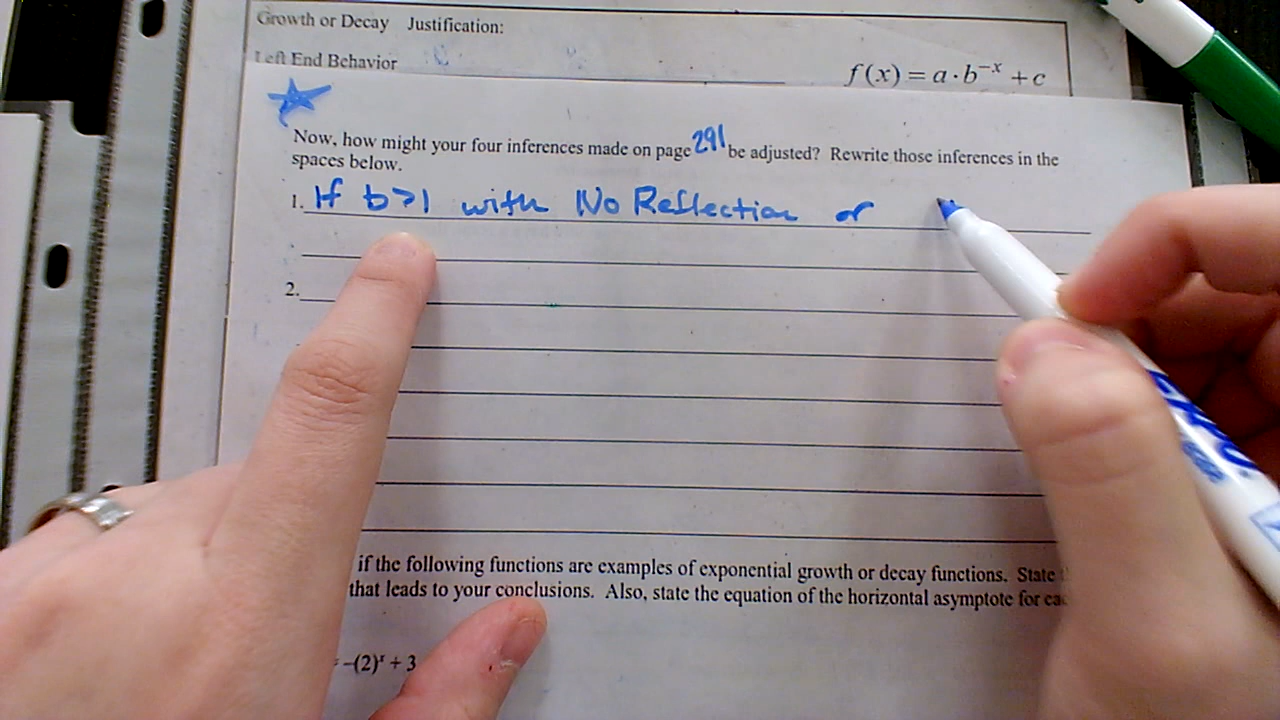 Growth or Decay Justification:
Left End Behavior
f(x) = a·b^{-x} + c
Now, how might your four inferences made on page 291 be adjusted? Rewrite those inferences in the
spaces below.
1. If b>1 with No Reflection or
2.
if the following functions are examples of exponential growth or decay functions. State
that leads to your conclusions. Also, state the equation of the horizontal asymptote for
-(2)^x + 3